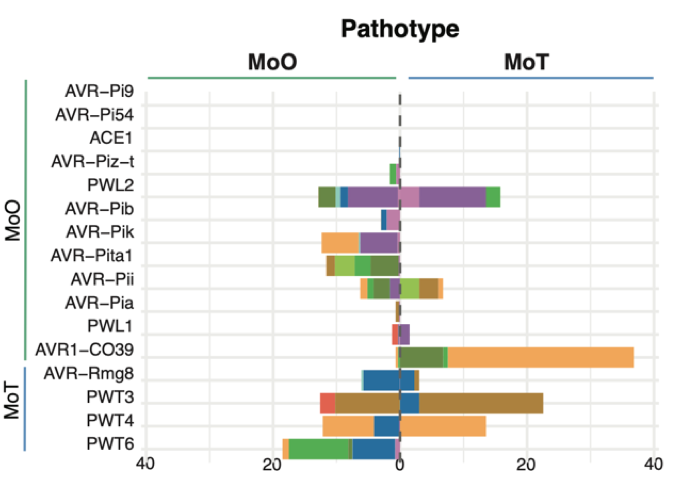 Pathotype
MoO MoT
AVR−Pi9
AVR−Pi54
ACE1
AVR−Piz−t
PWL2
AVR−Pib
AVR−Pik
AVR−Pita1
AVR−Pii
AVR−Pia
PWL1
AVR1−CO39
AVR−Rmg8
PWT3
PWT4
PWT6
MoO
MoT
40 20 0 20 40